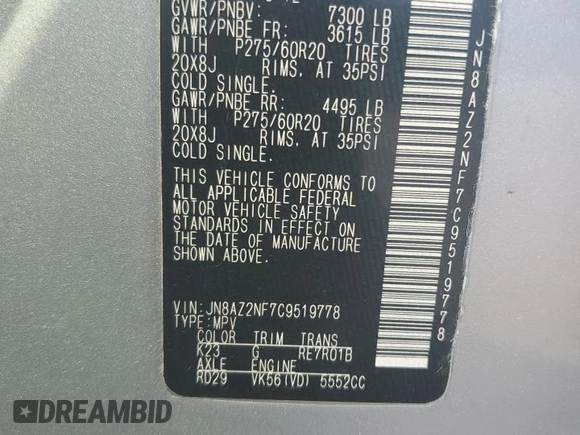 GVWR/PNBV: 7300 LB
GAWR/PNBE FR: 3615 LB
WITH P275/60R20 TIRES
20X8J RIMS. AT 35PSI
COLD SINGLE.
GAWR/PNBE RR: 4495 LB
WITH P275/60R20 TIRES
20X8J RIMS. AT 35PSI
COLD SINGLE.
THIS VEHICLE CONFORMS TO
ALL APPLICABLE FEDERAL
MOTOR VEHICLE SAFETY
STANDARDS IN EFFECT ON
THE DATE OF MANUFACTURE
SHOWN ABOVE.
VIN: JN8AZ2NF7C9519778
TYPE: MPV
COLOR TRIM TRANS
K23 G RE7R01B
AXLE ENGINE
RD29 VK56(VD) 5552CC
JN8AZ2NF7C9519778
DREAMBID